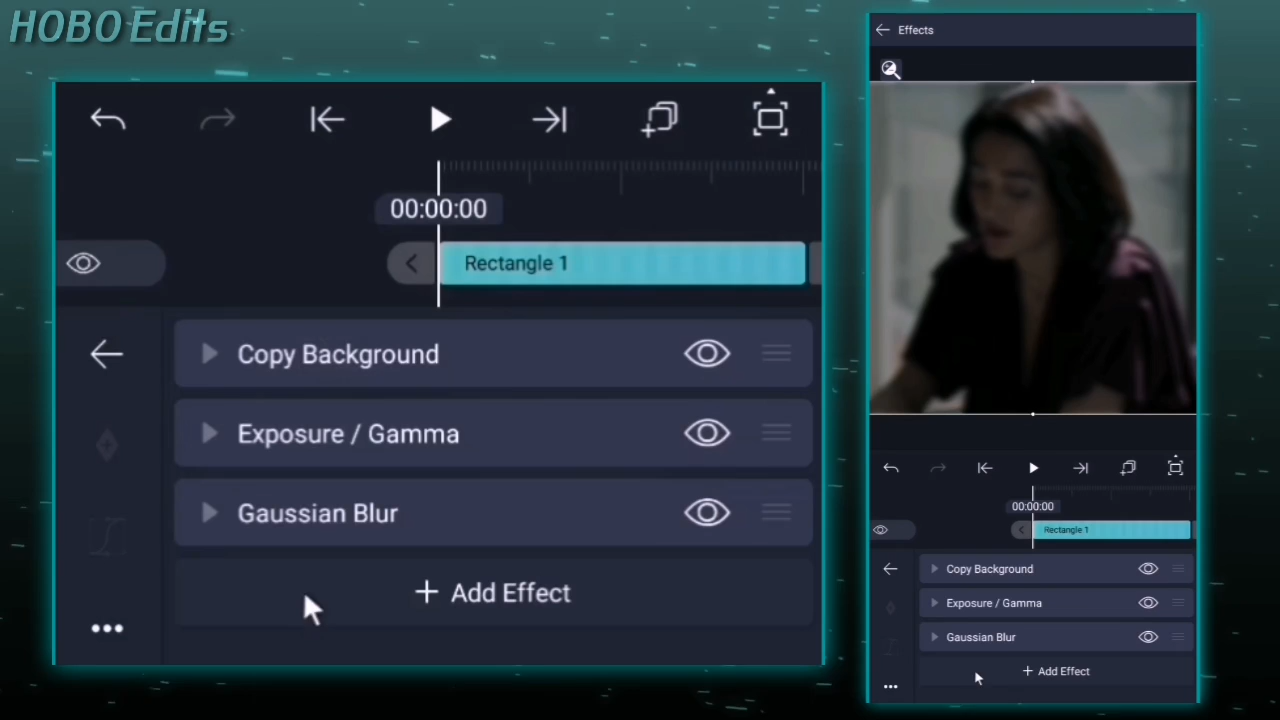 HOBO Edits
00:00:00
Rectangle 1
Copy Background
Exposure / Gamma
Gaussian Blur
+ Add Effect
Effects
00:00:00
Rectangle 1
Copy Background
Exposure / Gamma
Gaussian Blur
+ Add Effect